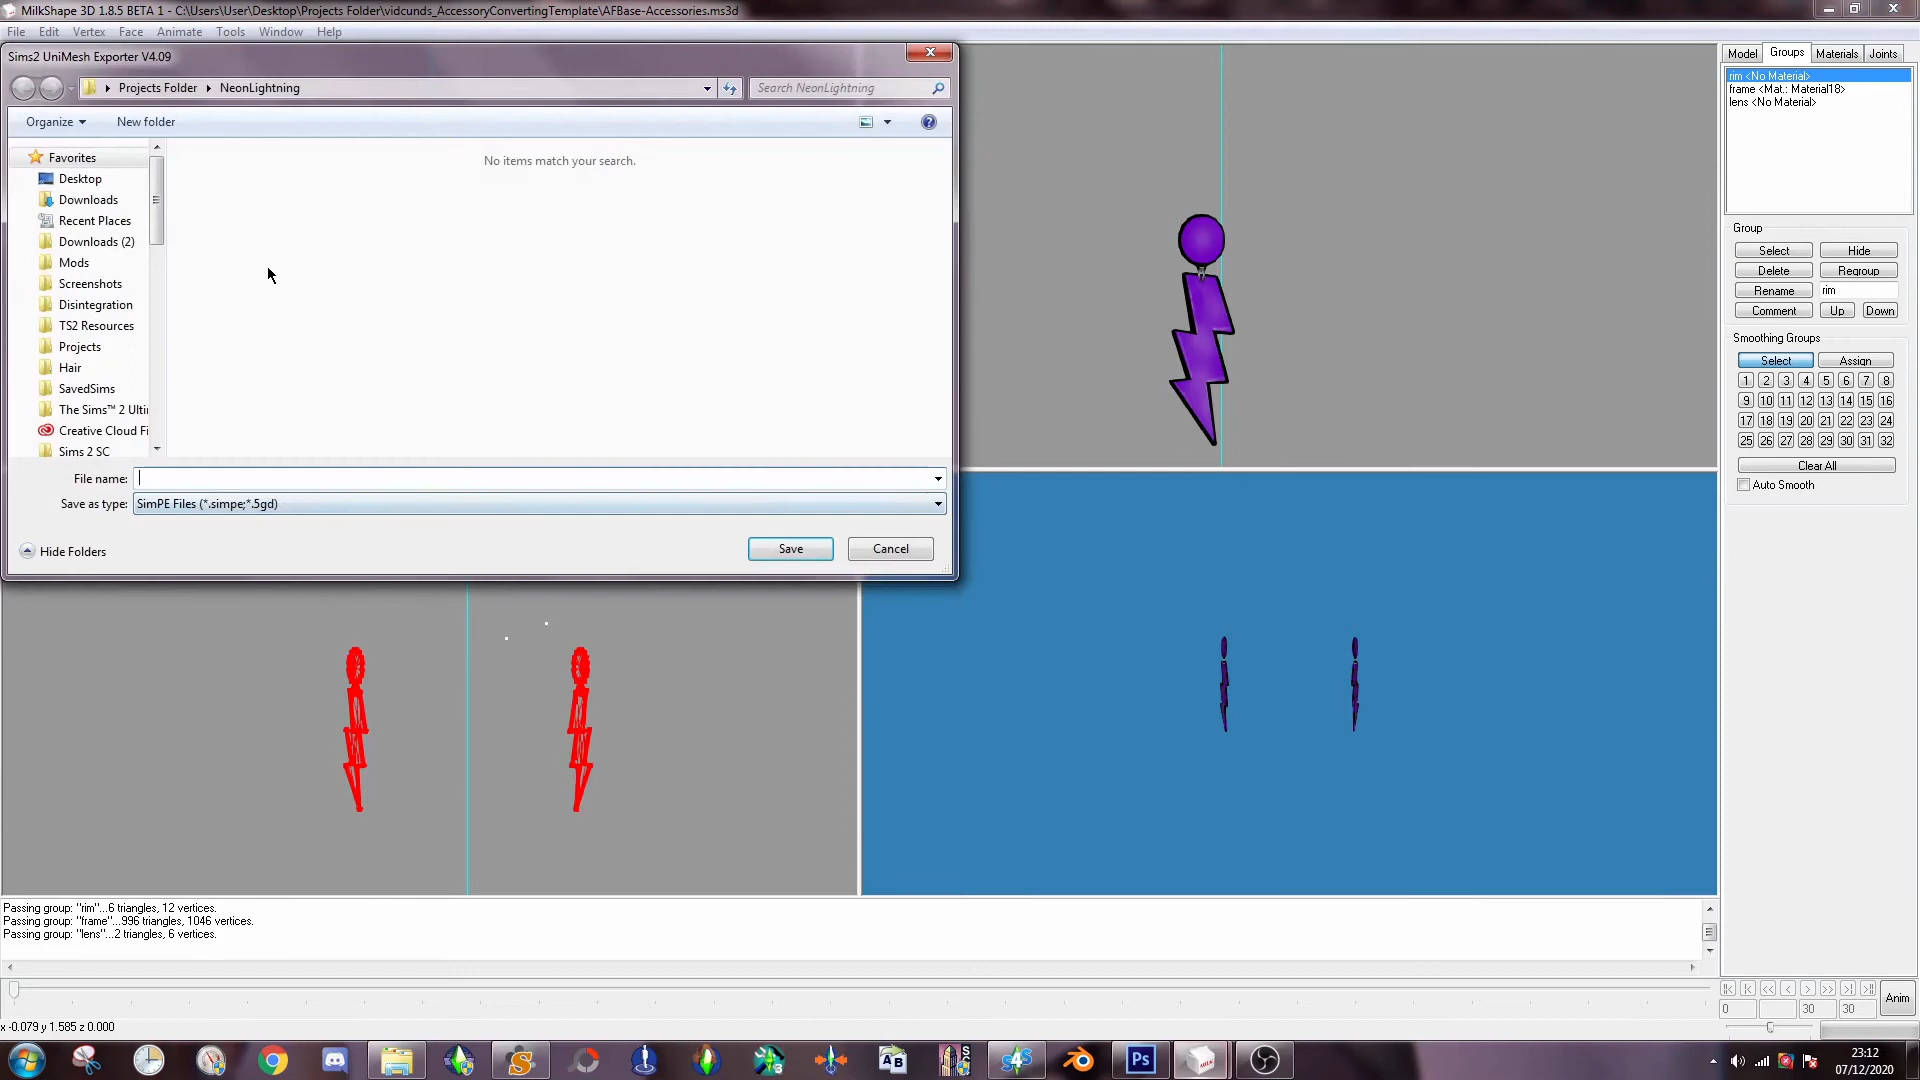 MilkShape 3D 1.8.5 BETA 1 - C:\Users\User\Desktop\Projects Folder\vidcunds_AccessoryConvertingTemplate\AFBase-Accessories.ms3d
File Edit Vertex Face Animate Tools Window Help
Sims2 UniMesh Exporter V4.09
Projects Folder NeonLightning
Search NeonLightning
Organize New folder
Favorites
Desktop
Downloads
Recent Places
Downloads (2)
Mods
Screenshots
Disintegration
TS2 Resources
Projects
Hair
SavedSims
The Sims™ 2 Ulti
Creative Cloud Fi
Sims 2 SC
No items match your search.
File name:
Save as type: SimPE Files (*.simpe;*.5gd)
Hide Folders
Save Cancel
Model Groups Materials Joints
rim <No Material>
frame <Mat.: Material18>
lens <No Material>
Group
Select Hide
Delete Regroup
Rename rim
Comment Up Down
Smoothing Groups
Select Assign
1 2 3 4 5 6 7 8
9 10 11 12 13 14 15 16
17 18 19 20 21 22 23 24
25 26 27 28 29 30 31 32
Clear All
Auto Smooth
Passing group: "rim"...6 triangles, 12 vertices.
Passing group: "frame"...996 triangles, 1046 vertices.
Passing group: "lens"...2 triangles, 6 vertices.
Anim
0 30 30
x -0.079 y 1.585 z 0.000
Ps
23:12
07/12/2020